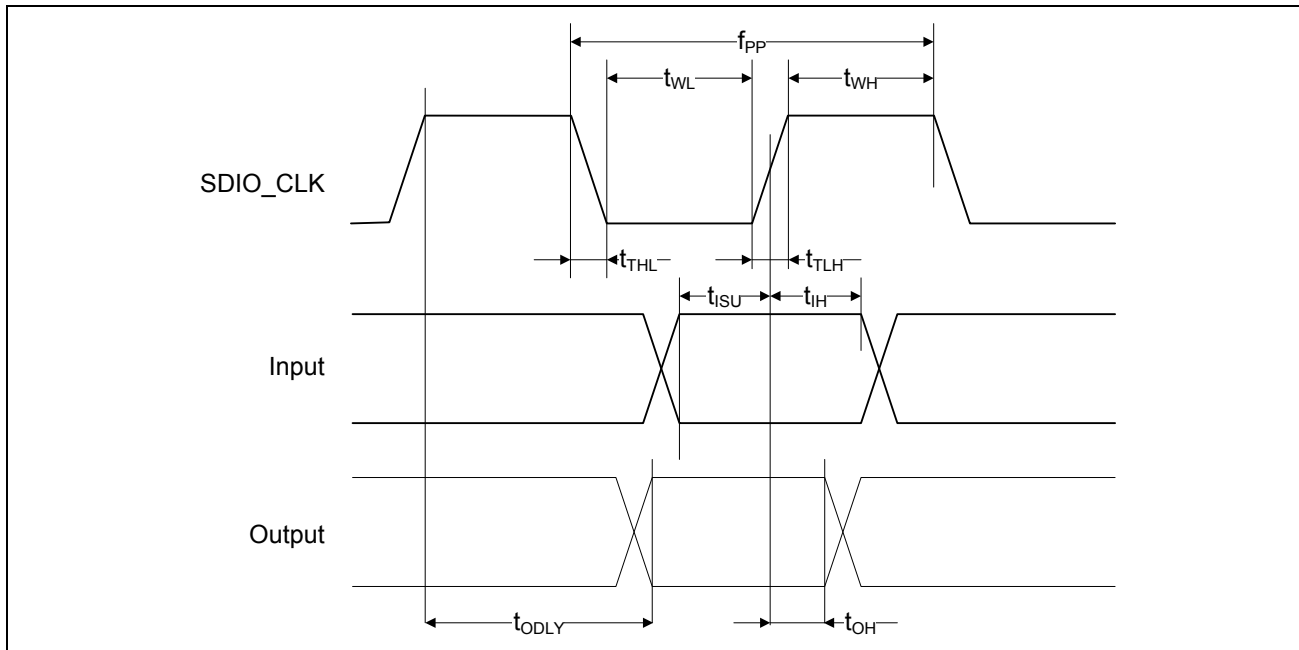 fPP
tWL
tWH
SDIO_CLK
tTHL
tTLH
tISU
tIH
Input
Output
tODLY
tOH